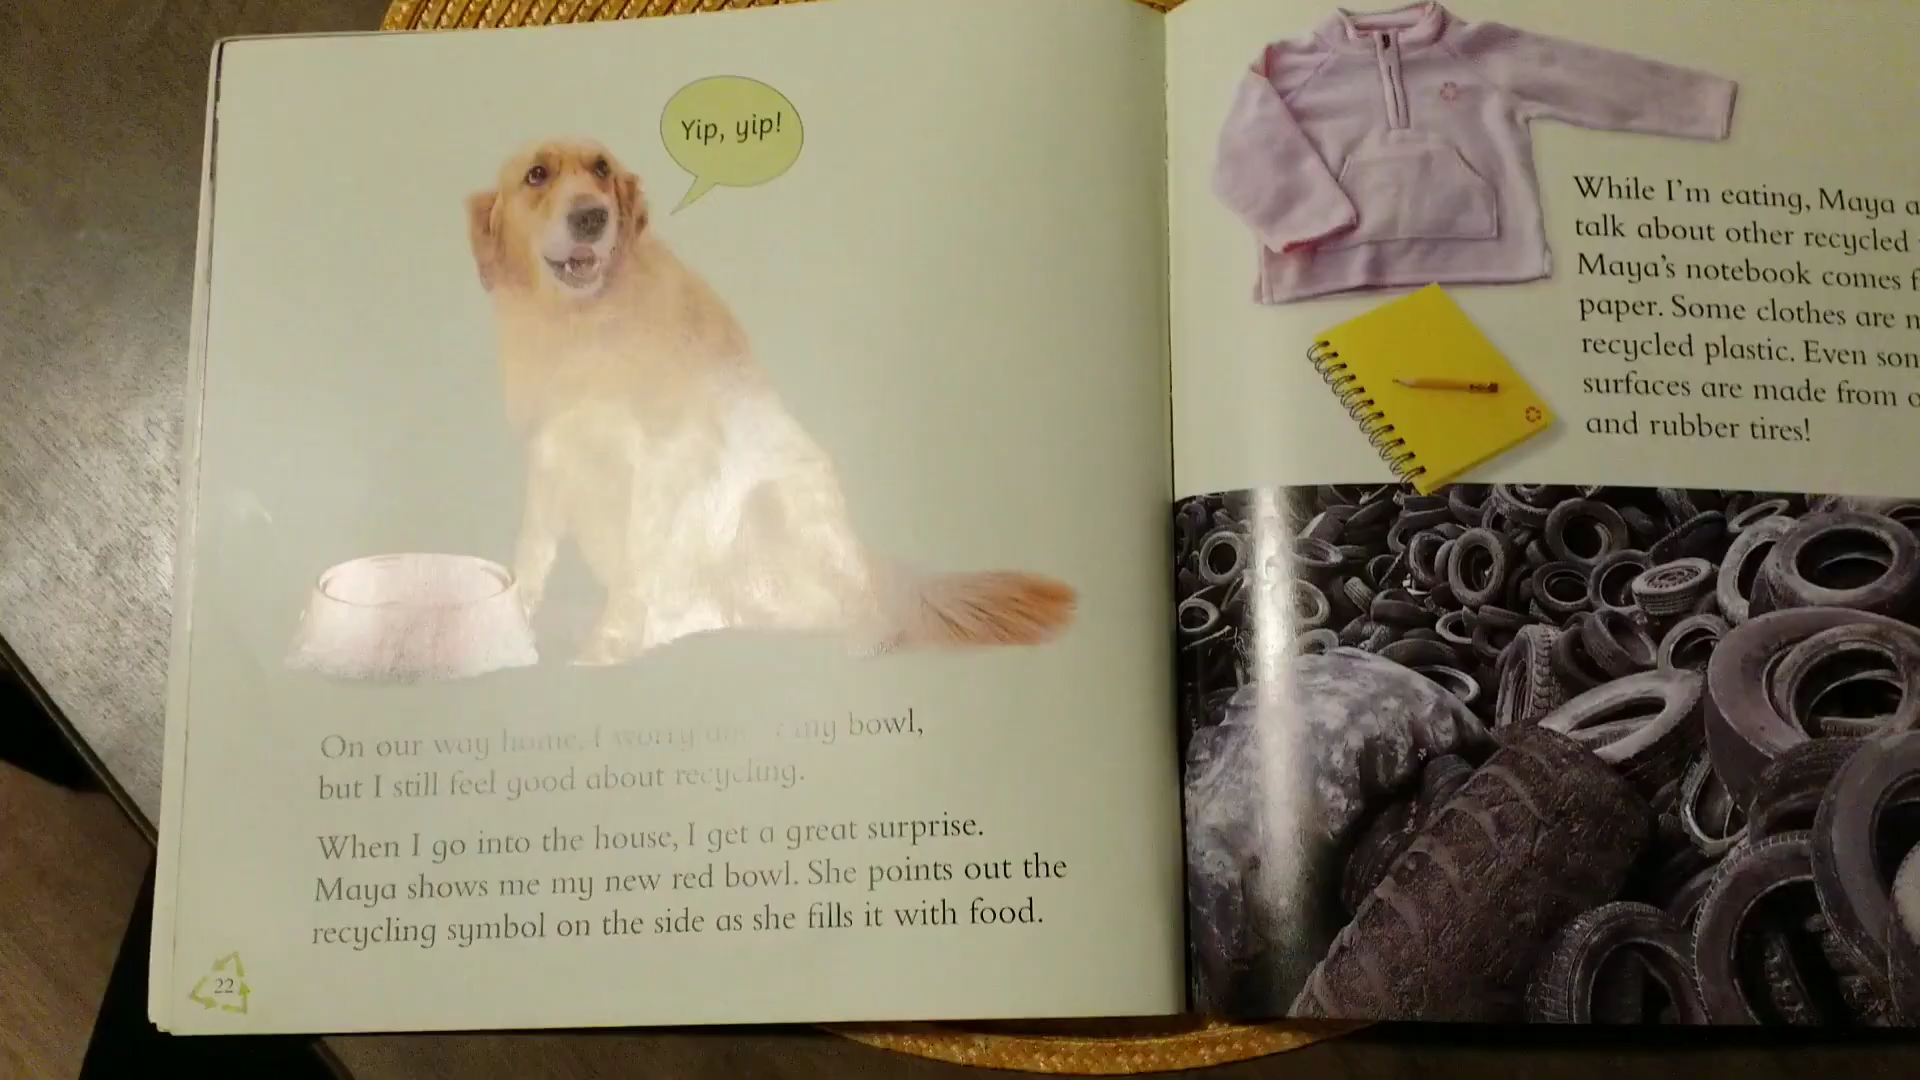 Yip, yip!
On our way home, I worry about my bowl,
but I still feel good about recycling.
When I go into the house, I get a great surprise.
Maya shows me my new red bowl. She points out the
recycling symbol on the side as she fills it with food.
22
While I'm eating, Maya
talk about other recycled
Maya's notebook comes
paper. Some clothes are
recycled plastic. Even
surfaces are made from
and rubber tires!